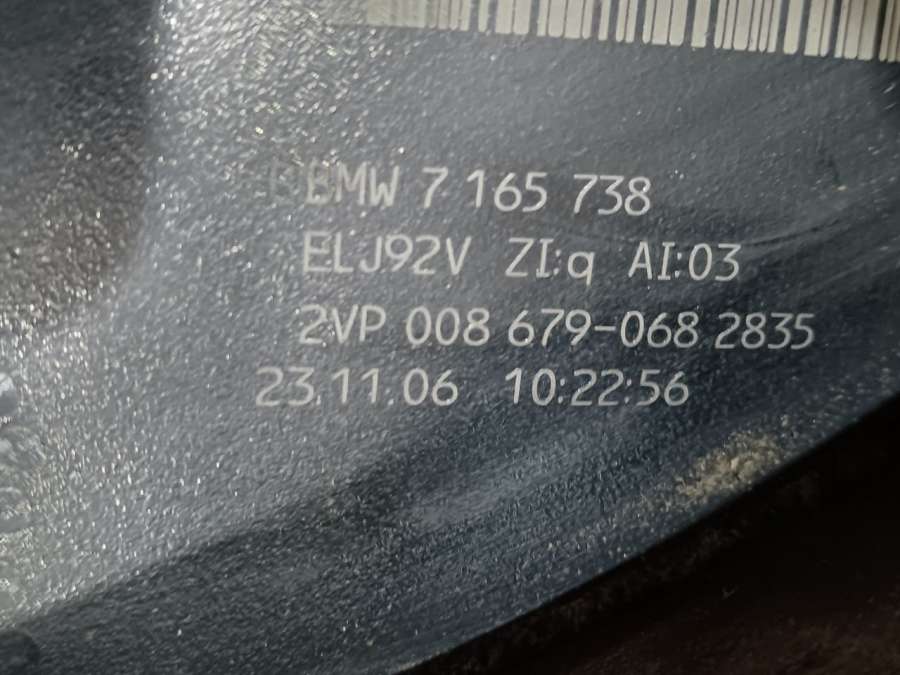 BMW 7 165 738
ELJ92V ZI:q AI:03
2VP 008 679-068 2835
23.11.06 10:22:56